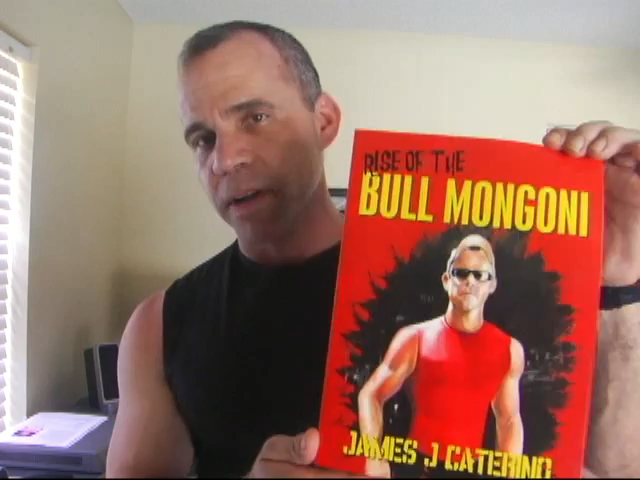 RISE OF THE
BULL MONGONI
JAMES J CATERINO